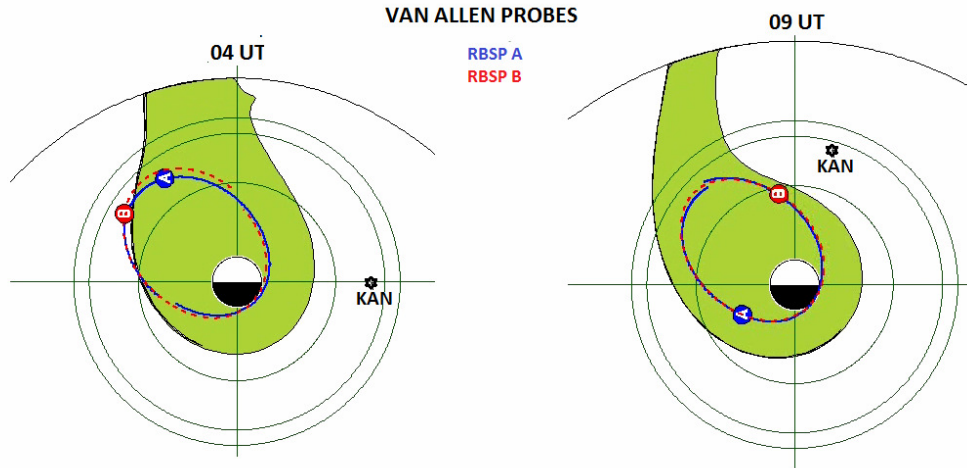 VAN ALLEN PROBES
04 UT
09 UT
RBSP A
RBSP B
A
B
KAN
B
KAN
A